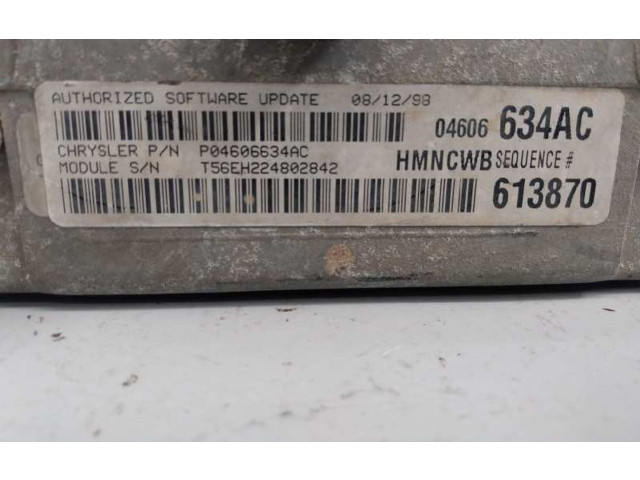 AUTHORIZED SOFTWARE UPDATE 08/12/98
04606 634AC
CHRYSLER P/N P04606634AC
MODULE S/N T56EH224802842
HMNCWB SEQUENCE #
613870